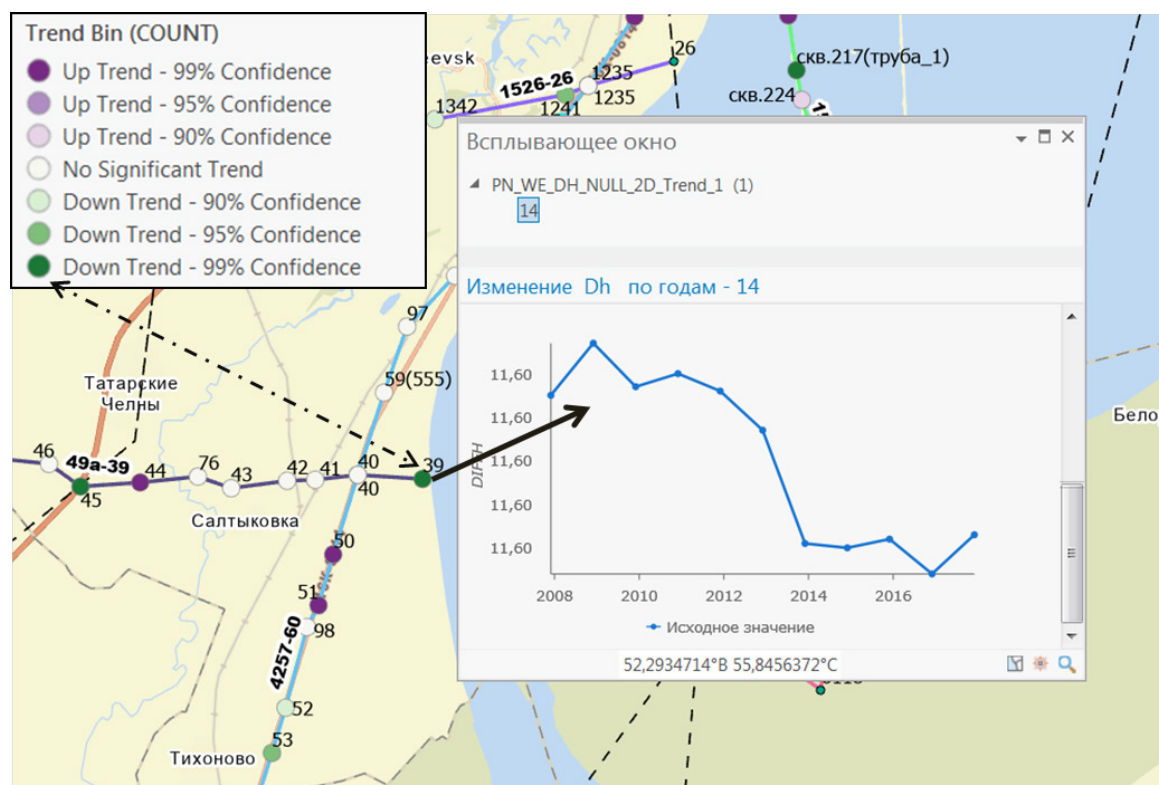 Trend Bin (COUNT)
Up Trend - 99% Confidence
Up Trend - 95% Confidence
Up Trend - 90% Confidence
No Significant Trend
Down Trend - 90% Confidence
Down Trend - 95% Confidence
Down Trend - 99% Confidence
eevsk
1526-26
1235
1235
26
1342
1241
скв.217(труба_1)
скв.224
Всплывающее окно
PN_WE_DH_NULL_2D_Trend_1 (1)
14
Изменение Dh по годам - 14
11,60
11,60
11,60
11,60
11,60
2008
2010
2012
2014
2016
Исходное значение
52,2934714°В 55,8456372°С
97
59(555)
Татарские
Челны
Бело
46
49а-39
45
44
76
43
42
41
40
40
39
Салтыковка
50
51
98
4257-60
52
53
Тихоново